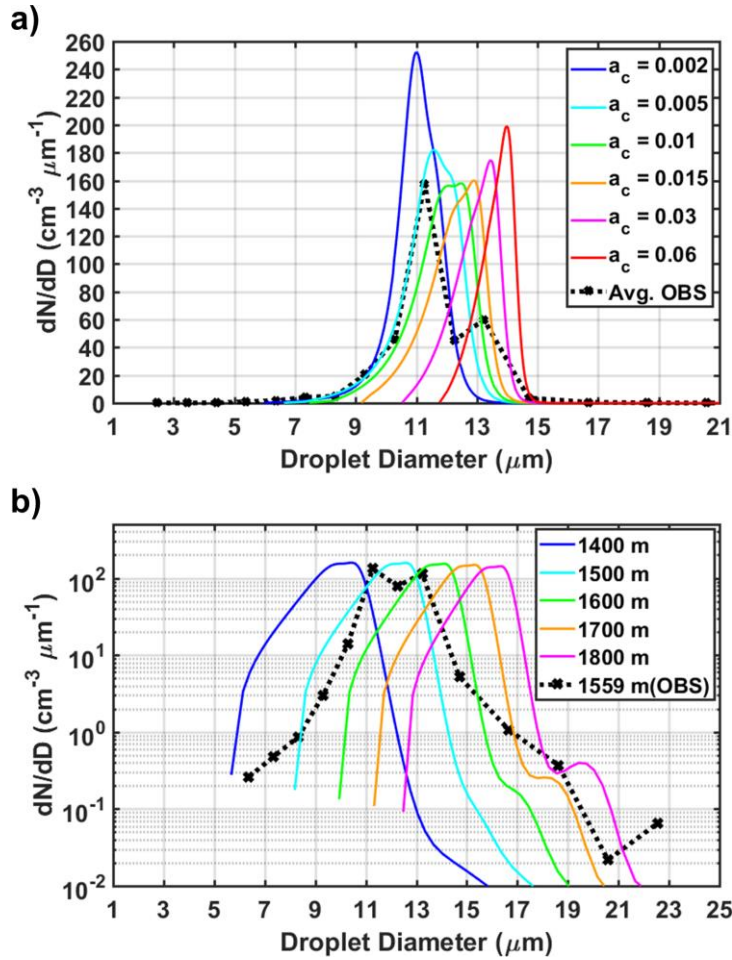 a)
dN/dD (cm⁻³ μm⁻¹)
260
240
220
200
180
160
140
120
100
80
60
40
20
0
a_c = 0.002
a_c = 0.005
a_c = 0.01
a_c = 0.015
a_c = 0.03
a_c = 0.06
Avg. OBS
1 3 5 7 9 11 13 15 17 19 21
Droplet Diameter (μm)
b)
dN/dD (cm⁻³ μm⁻¹)
10²
10¹
10⁰
10⁻¹
10⁻²
1400 m
1500 m
1600 m
1700 m
1800 m
1559 m(OBS)
1 3 5 7 9 11 13 15 17 19 21 23 25
Droplet Diameter (μm)